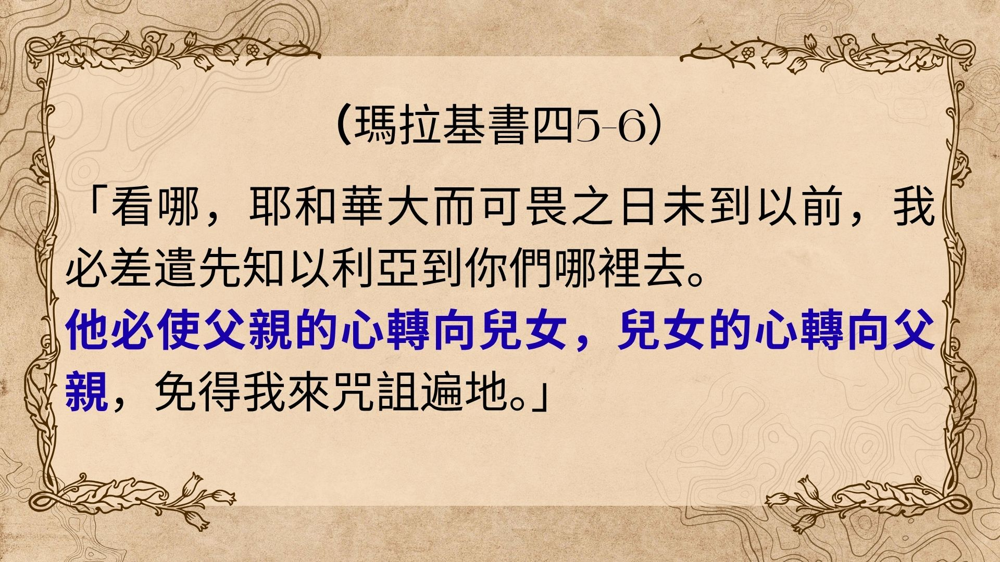 （瑪拉基書四5-6）
「看哪，耶和華大而可畏之日未到以前，我
必差遣先知以利亞到你們哪裡去。
他必使父親的心轉向兒女，兒女的心轉向父
親，免得我來咒詛遍地。」